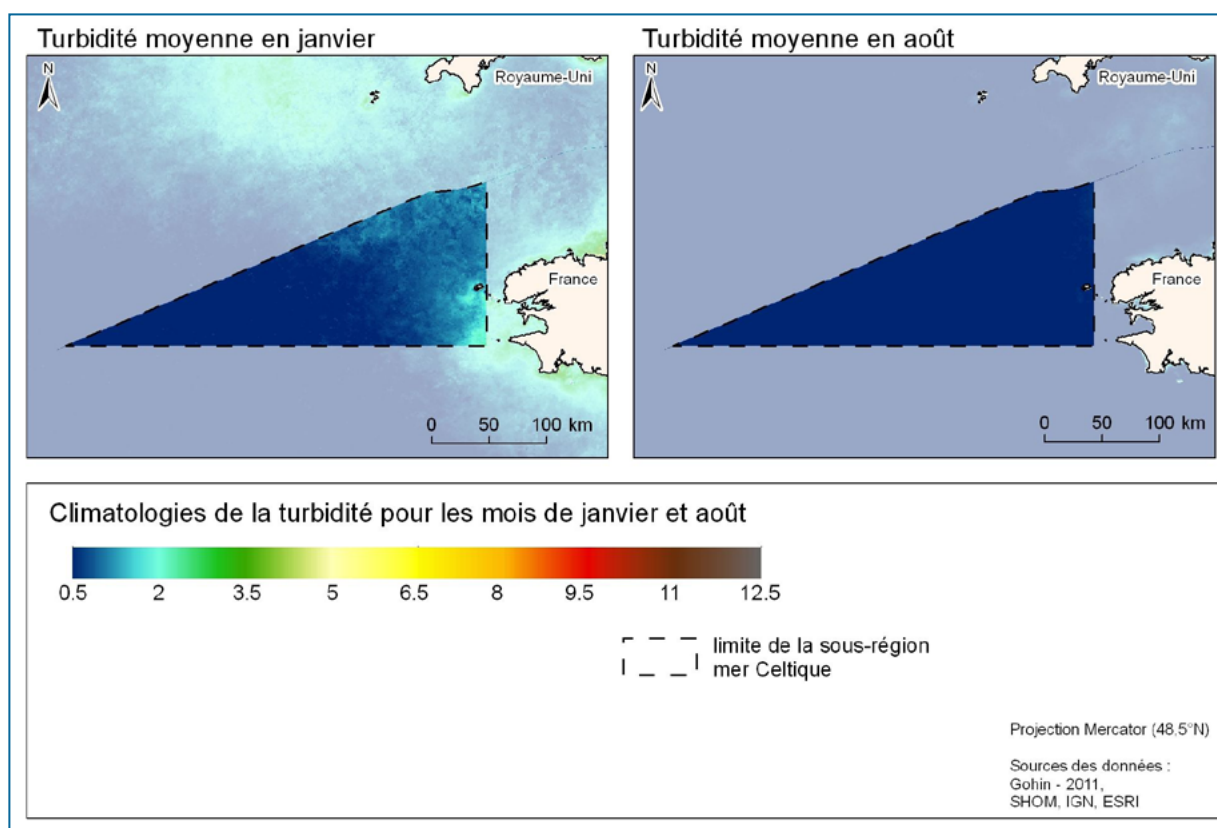 Turbidité moyenne en janvier
N
Royaume-Uni
France
0 50 100 km
Turbidité moyenne en août
N
Royaume-Uni
France
0 50 100 km
Climatologies de la turbidité pour les mois de janvier et août
0.5 2 3.5 5 6.5 8 9.5 11 12.5
limite de la sous-région
mer Celtique
Projection Mercator (48,5°N)
Sources des données :
Gohin - 2011,
SHOM, IGN, ESRI